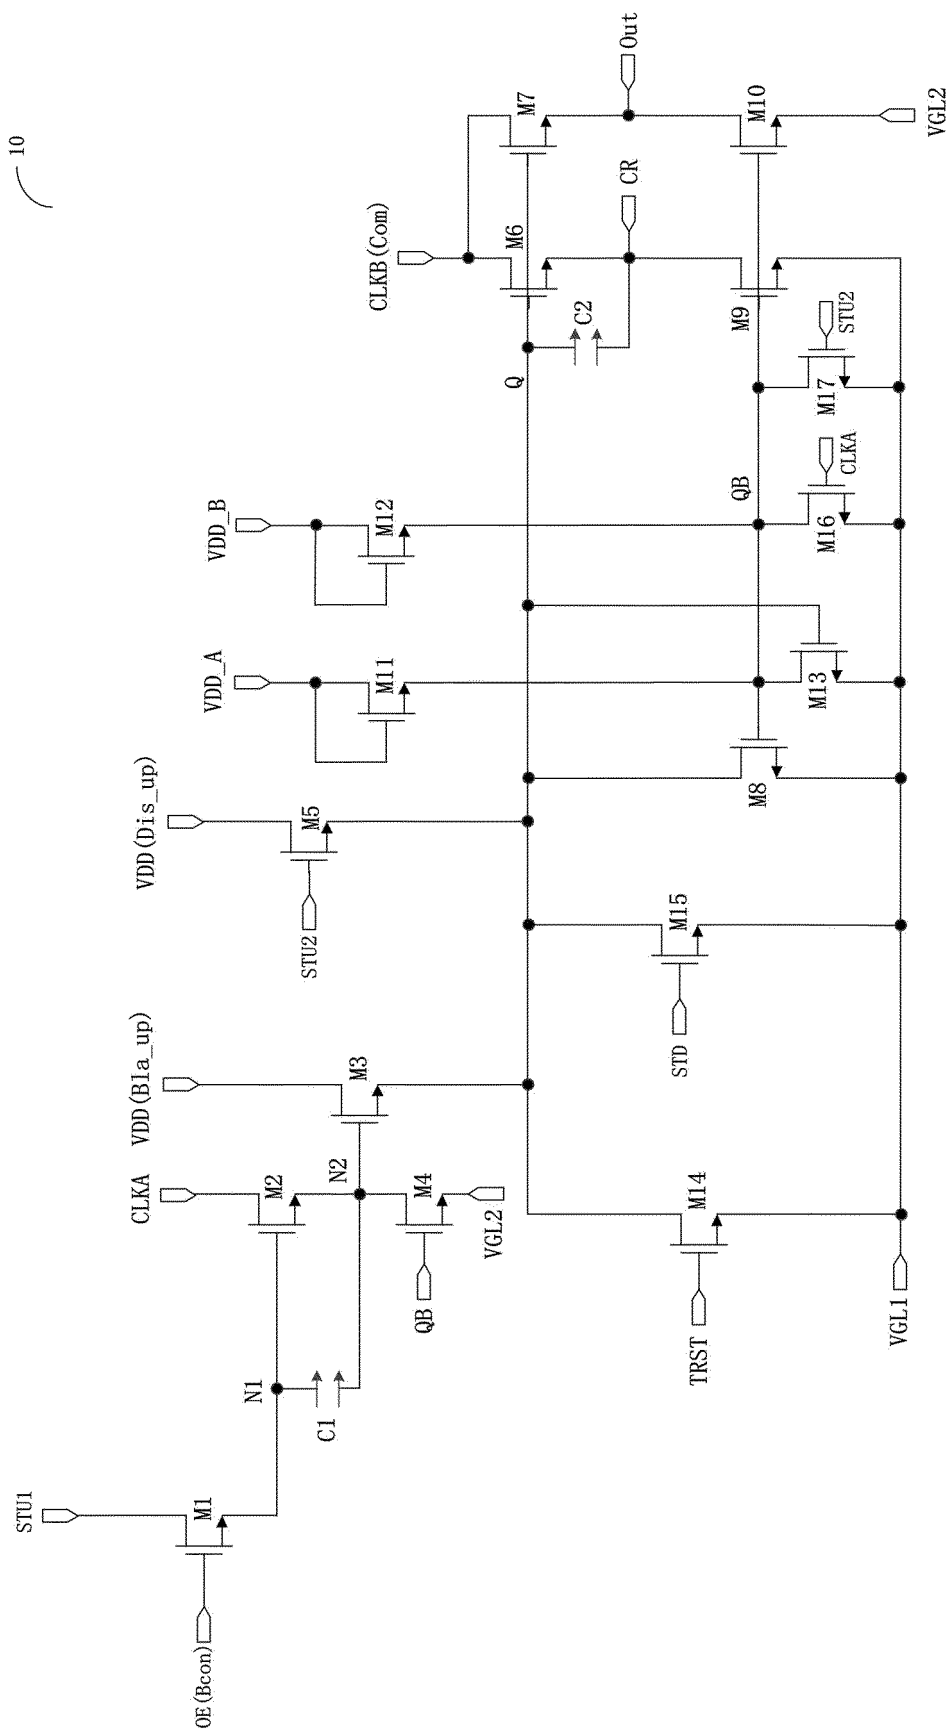 10
OE(Bcon)
STU1
M1
N1
C1
CLKA
M2
N2
QB
M4
VGL2
VDD(Bla_up)
M3
TRST
M14
VGL1
STD
M15
VDD(Dis_up)
STU2
M5
VDD_A
M11
M8
M13
VDD_B
M12
QB
M16
CLKA
M17
STU2
Q
C2
CLKB(Com)
M6
M7
CR
Out
M9
M10
VGL2